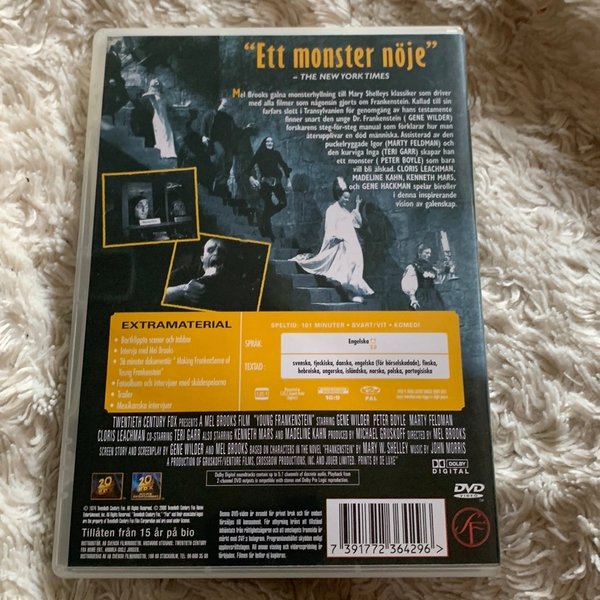 "Ett monster nöje"
– THE NEW YORK TIMES
Mel Brooks galna monsterhyllning till Mary Shelleys klassiker som driver
med alla filmer som någonsin gjorts om Frankenstein. Kallad till sin
farfars slott i Transylvanien för genomgång av hans testamente
finner snart den unge Dr. Frankenstein ( GENE WILDER )
forskarens steg-för-steg manual som förklarar hur man
återupplivar en död människa. Assisterad av den
puckelryggade Igor (MARTY FELDMAN) och
den kurviga Inga (TERI GARR) skapar han
ett monster ( PETER BOYLE) som bara
vill bli älskad. CLORIS LEACHMAN,
MADELINE KAHN, KENNETH MARS,
och GENE HACKMAN spelar biroller
i denna inspirerande
vision av galenskap.
EXTRAMATERIAL
• Bortklippta scener och tabbar
• Intervju med Mel Brooks
• 36 minuter dokumentär "Making FrankenSense of
Young Frankenstein"
• Fotoalbum och intervjuer med skådespelarna
• Trailer
• Mexikanska intervjuer
SPELTID: 101 MINUTER • SVART/VIT • KOMEDI
SPRÅK:
Engelska
TEXTAD:
svenska, tjeckiska, danska, engelska (för hörselskadade), finska,
hebreiska, ungerska, isländska, norska, polska, portugisiska
16:9
PAL
TWENTIETH CENTURY FOX PRESENTS A MEL BROOKS FILM "YOUNG FRANKENSTEIN" STARRING GENE WILDER PETER BOYLE MARTY FELDMAN
CLORIS LEACHMAN CO-STARRING TERI GARR ALSO STARRING KENNETH MARS AND MADELINE KAHN PRODUCED BY MICHAEL GRUSKOFF DIRECTED BY MEL BROOKS
SCREEN STORY AND SCREENPLAY BY GENE WILDER AND MEL BROOKS BASED ON CHARACTERS IN THE NOVEL "FRANKENSTEIN" BY MARY W. SHELLEY MUSIC BY JOHN MORRIS
A PRODUCTION OF GRUSKOFF/VENTURE FILMS, CROSSBOW PRODUCTIONS, INC. AND JOUER LIMITED. PRINTS BY DE LUXE
DOLBY
DIGITAL
DVD
VIDEO
Tillåten från 15 år på bio
7 391772 364296 >